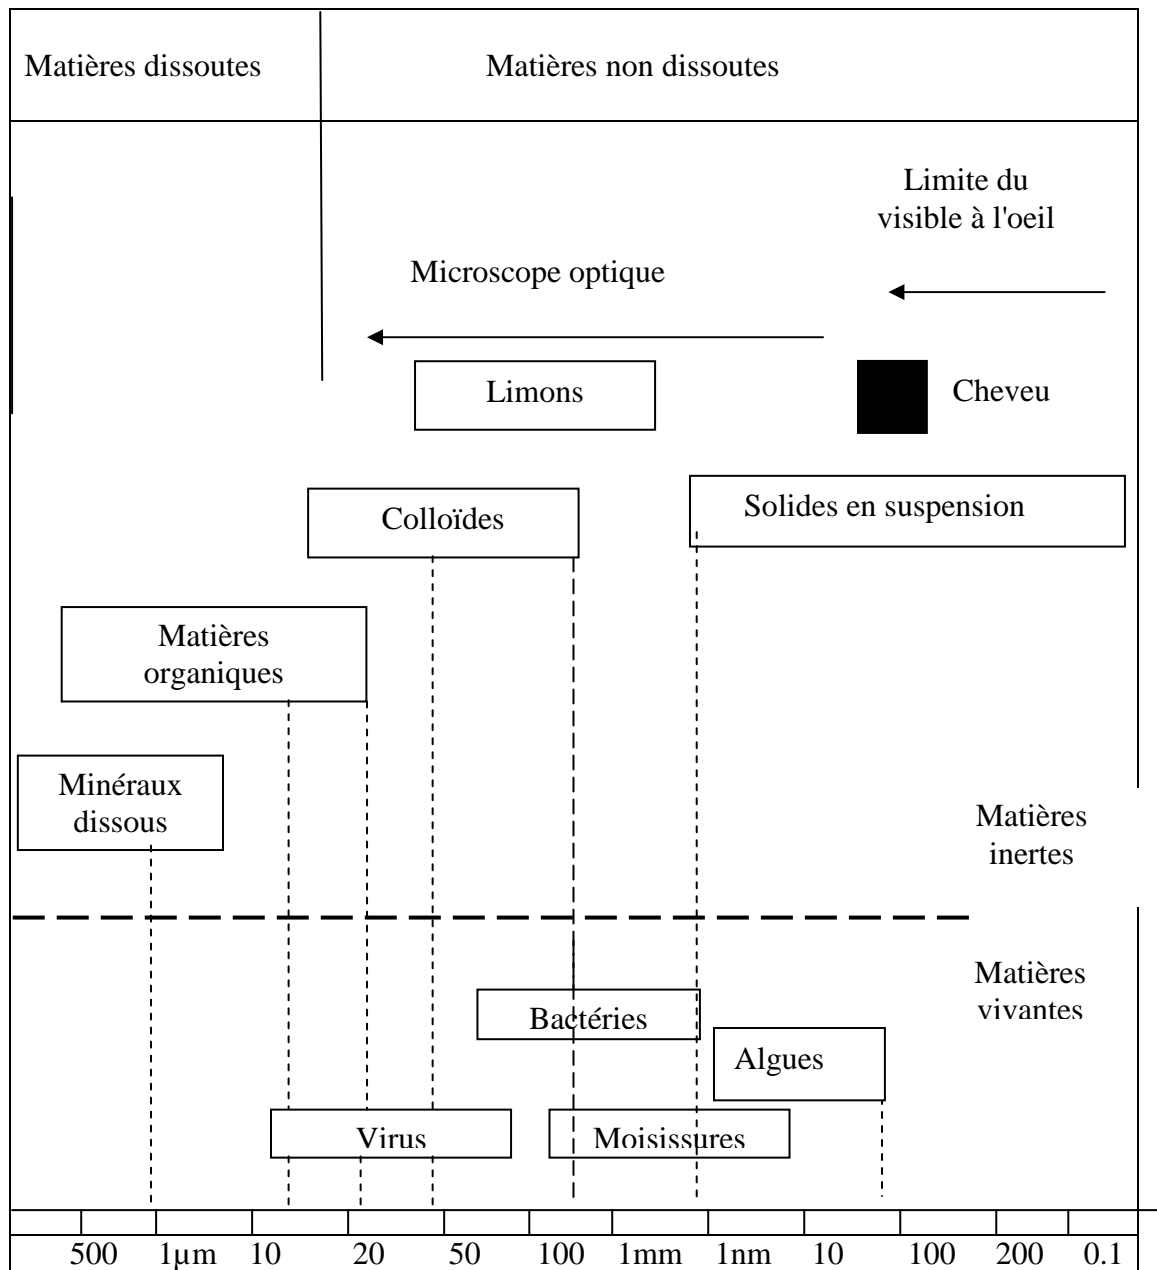 Matières dissoutes
Matières non dissoutes
Limite du
visible à l'oeil
Microscope optique
Limons
Cheveu
Colloïdes
Solides en suspension
Matières
organiques
Minéraux
dissous
Matières
inertes
Matières
vivantes
Bactéries
Algues
Virus
Moisissures
500 1µm 10 20 50 100 1mm 1nm 10 100 200 0.1